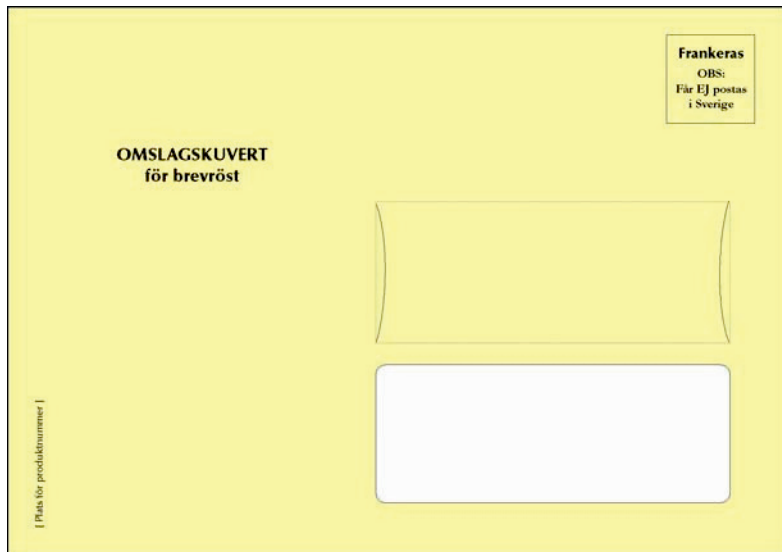 Frankeras
OBS:
Får EJ postas
i Sverige
OMSLAGSKUVERT
för brevröst
[ Plats för produktnummer ]